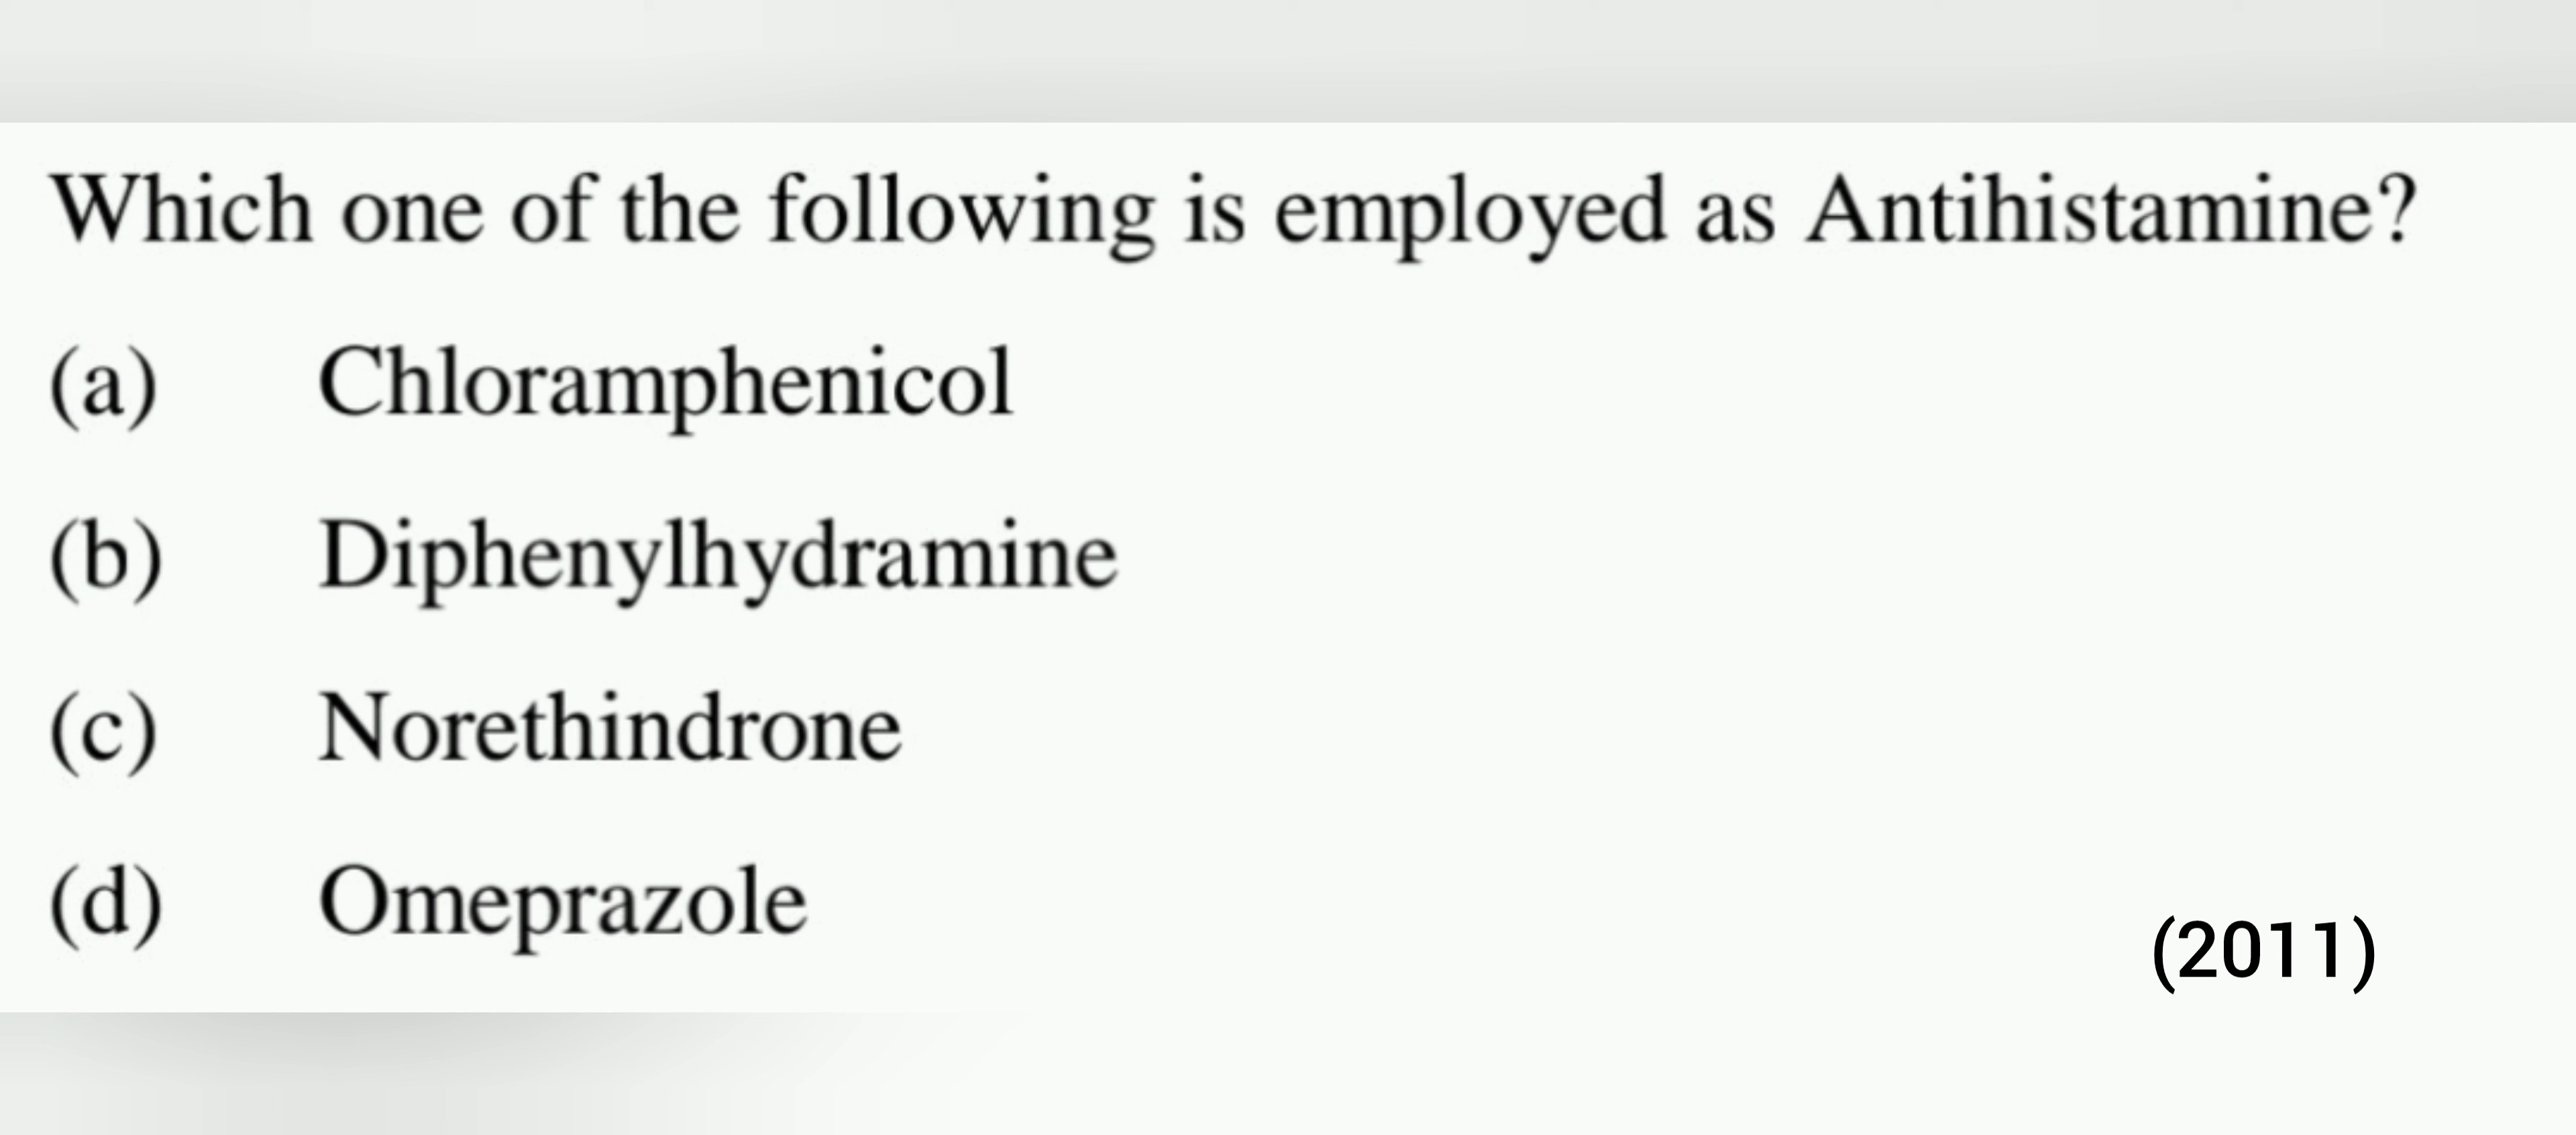 Which one of the following is employed as Antihistamine?
(a) Chloramphenicol
(b) Diphenylhydramine
(c) Norethindrone
(d) Omeprazole
(2011)